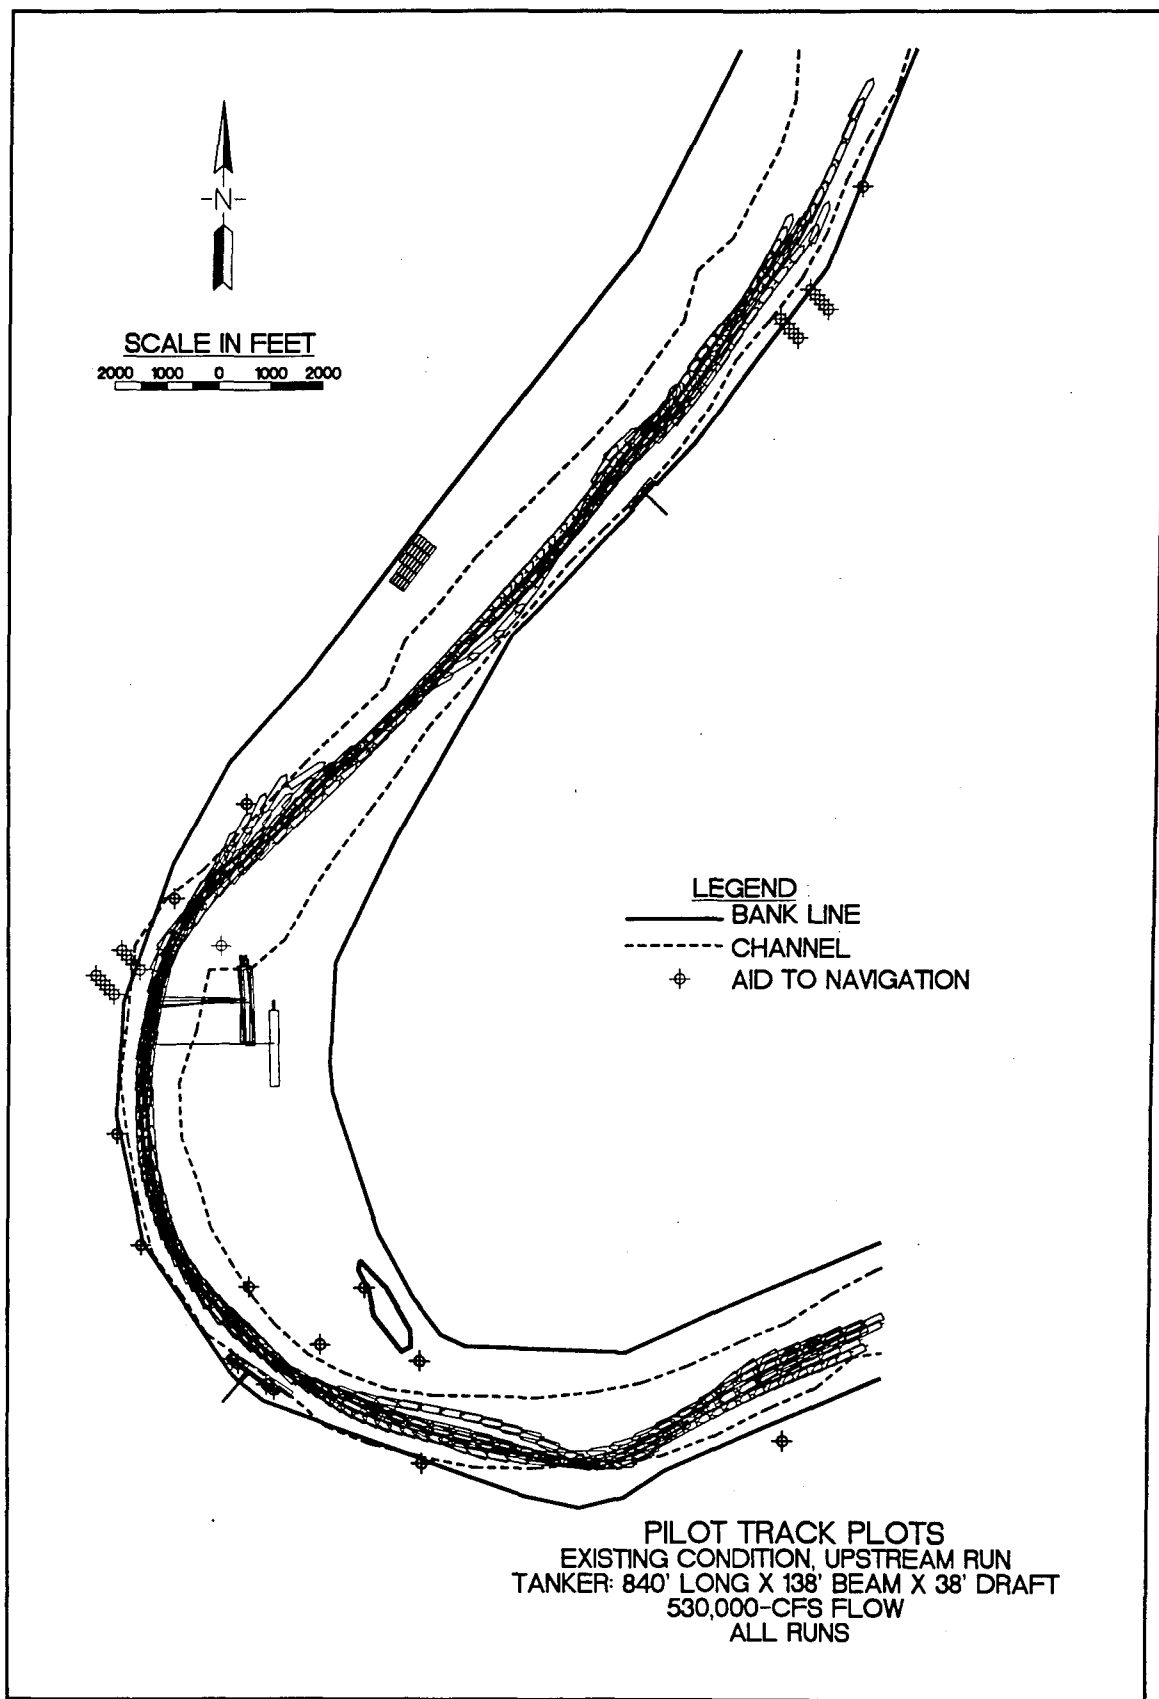 N
SCALE IN FEET
2000 1000 0 1000 2000
LEGEND
BANK LINE
CHANNEL
AID TO NAVIGATION
PILOT TRACK PLOTS
EXISTING CONDITION, UPSTREAM RUN
TANKER: 840' LONG X 138' BEAM X 38' DRAFT
530,000-CFS FLOW
ALL RUNS